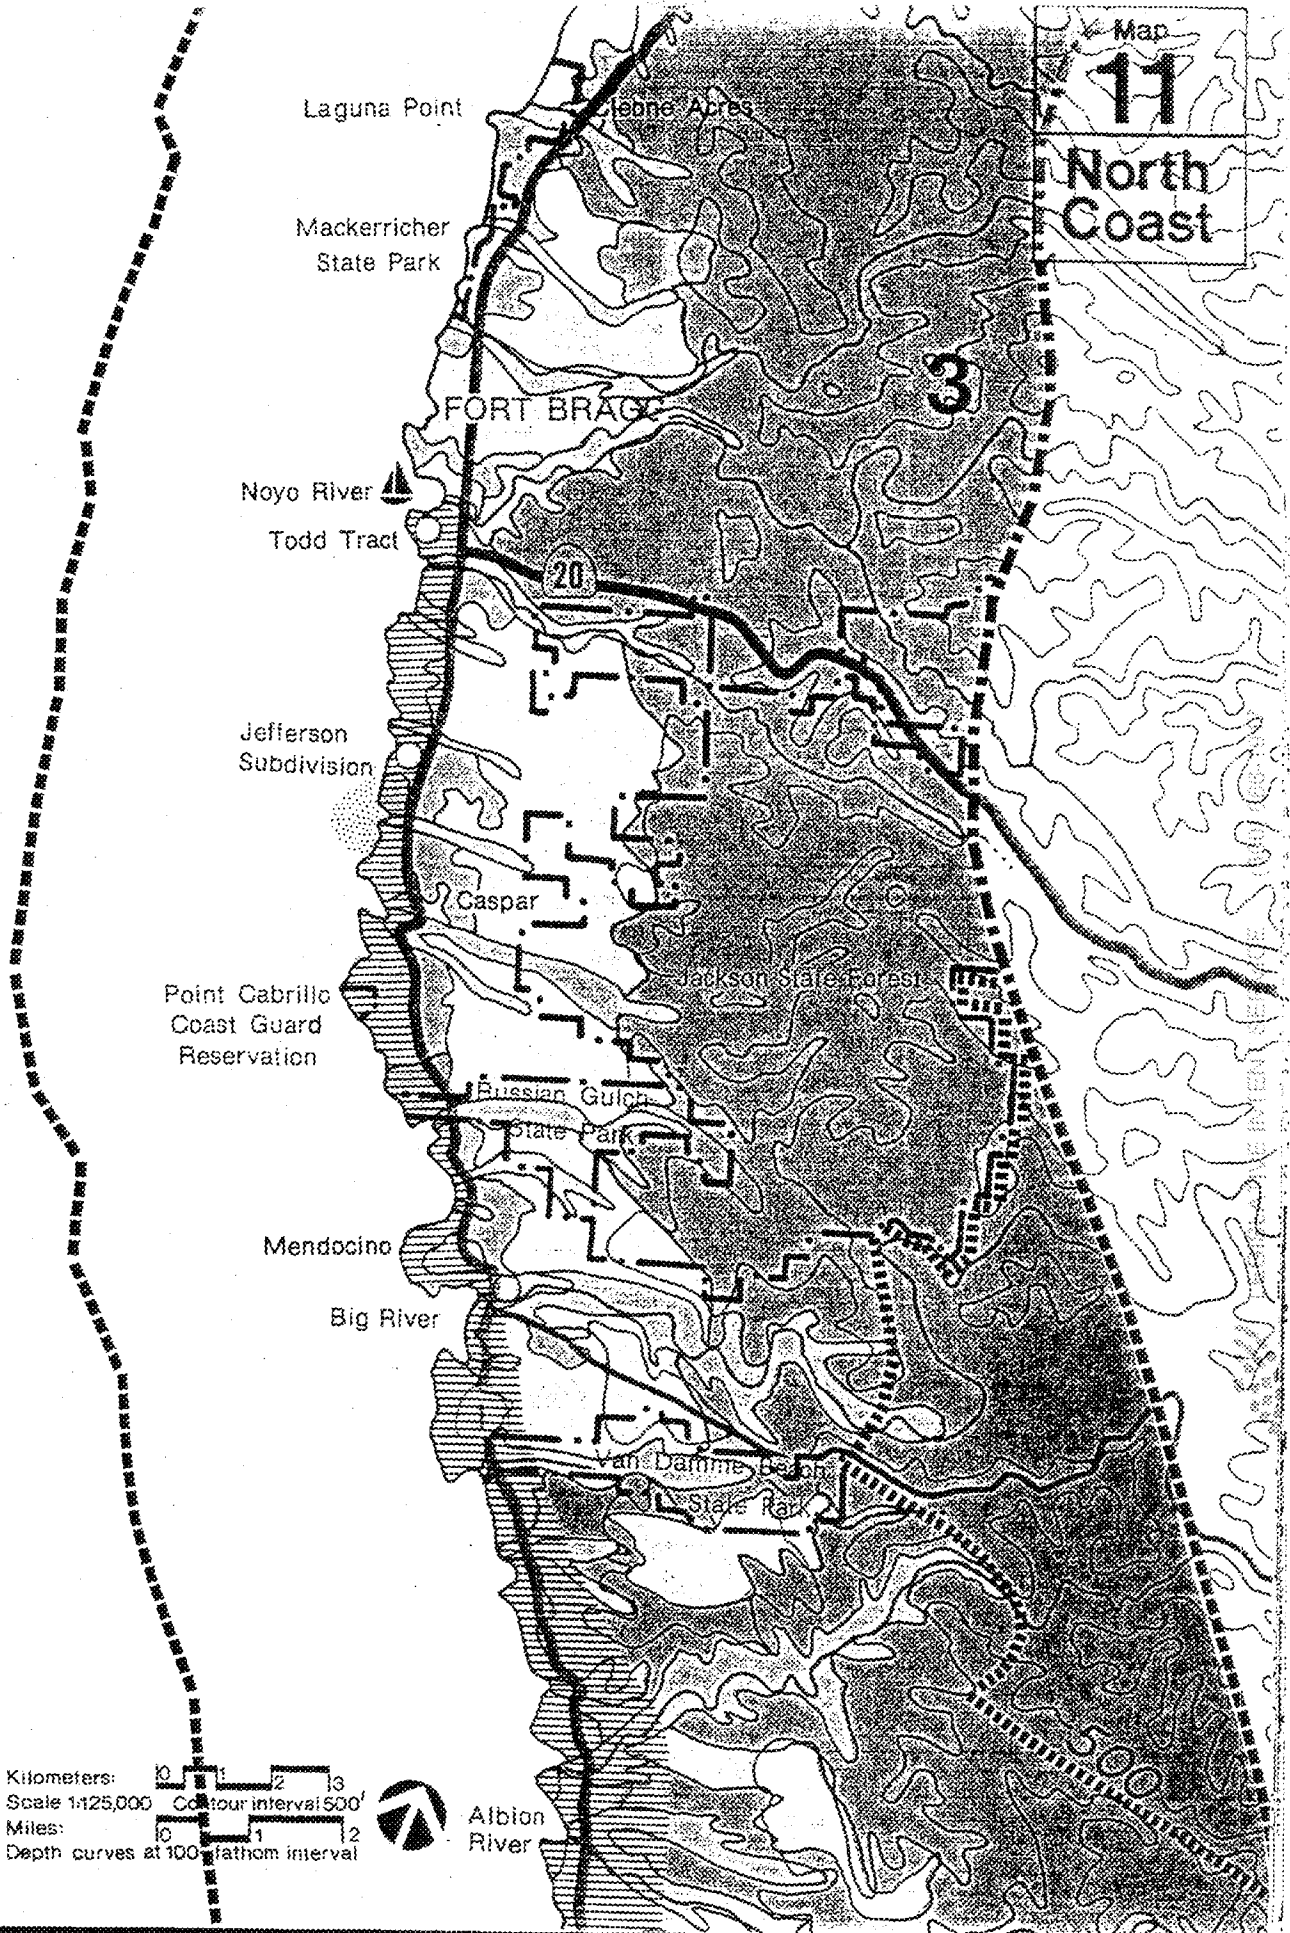 Map
11
North
Coast
Laguna Point
Acres
Mackerricher
State Park
3
FORT BRAGG
Noyo River
Todd Tract
20
Jefferson
Subdivision
Caspar
Jackson State Forest
Point Cabrillo
Coast Guard
Reservation
Russian Gulch
State Park
Mendocino
Big River
Van Damme Beach
State Park
500
Kilometers:
0 1 2 3
Scale 1:125,000 Contour interval 500'
Miles:
0 1 2
Depth curves at 100 fathom interval
Albion
River